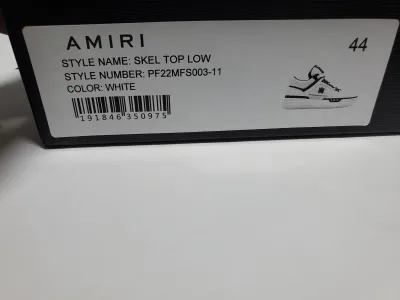 AMIRI
44
STYLE NAME: SKEL TOP LOW
STYLE NUMBER: PF22MFS003-11
COLOR: WHITE
191846350975